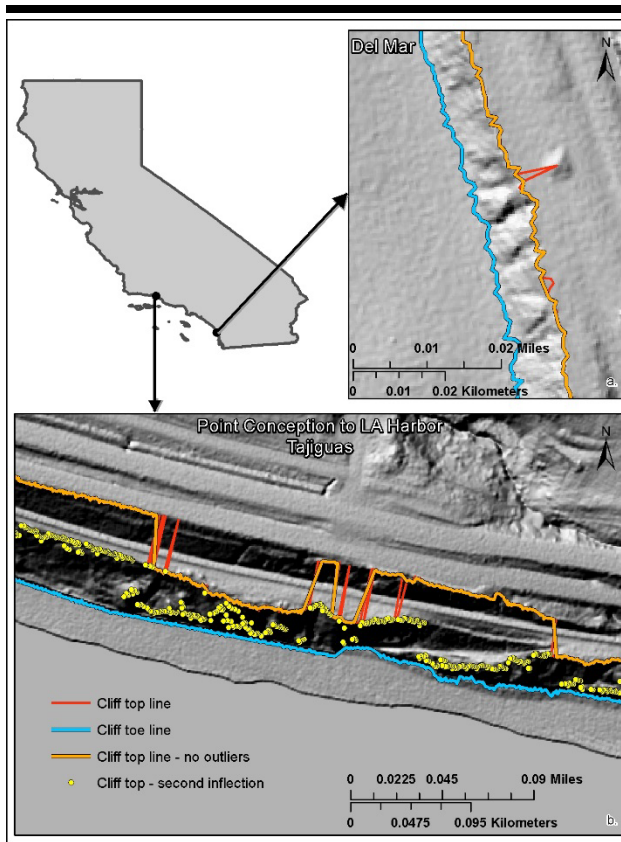 Del Mar
N
0 0.01 0.02 Miles
0 0.01 0.02 Kilometers
a.
Point Conception to LA Harbor
Tajiguas
N
Cliff top line
Cliff toe line
Cliff top line - no outliers
Cliff top - second inflection
0 0.0225 0.045 0.09 Miles
0 0.0475 0.095 Kilometers
b.